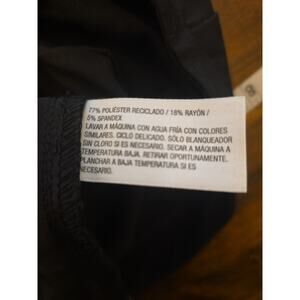 77% POLIÉSTER RECICLADO / 18% RAYÓN /
5% SPANDEX
LAVAR A MÁQUINA CON AGUA FRÍA CON COLORES
SIMILARES. CICLO DELICADO. SÓLO BLANQUEADOR
SIN CLORO SI ES NECESARIO. SECAR A MÁQUINA A
TEMPERATURA BAJA. RETIRAR OPORTUNAMENTE.
PLANCHAR A BAJA TEMPERATURA SI ES
NECESARIO.